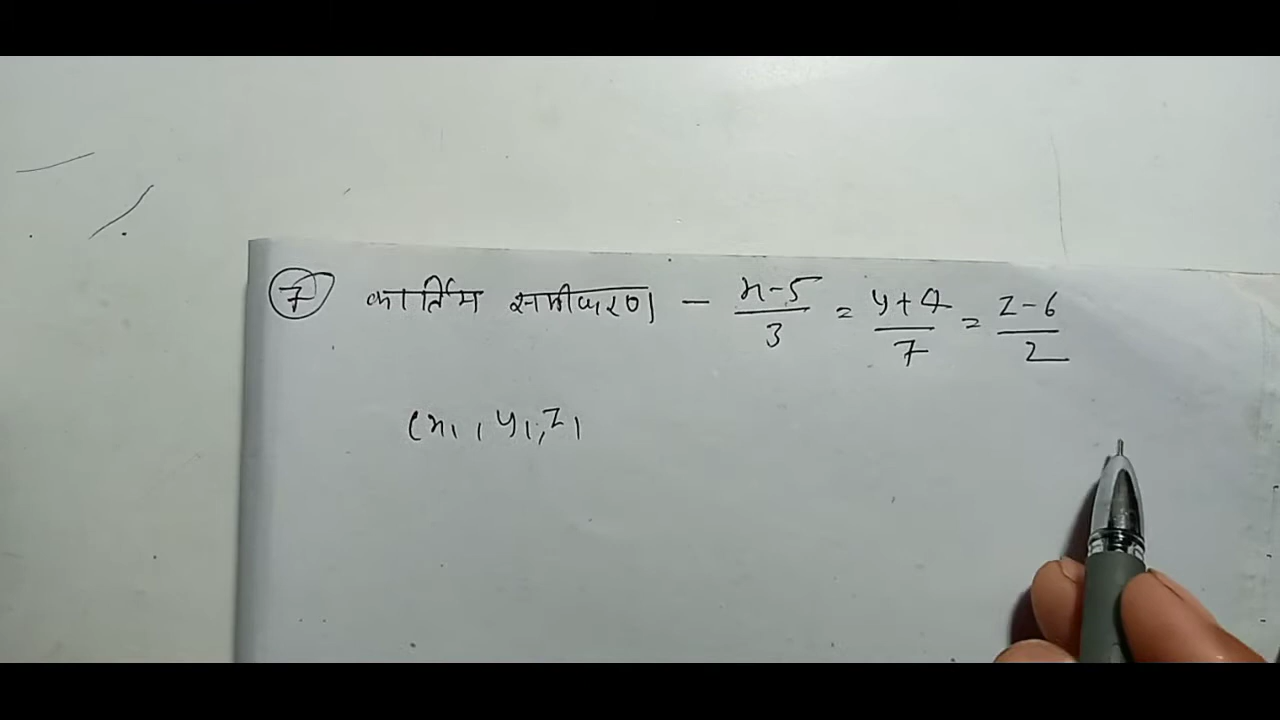 7 कार्तिय समीकरण - x-5/3 = y+4/7 = z-6/2
(x1, y1, z1